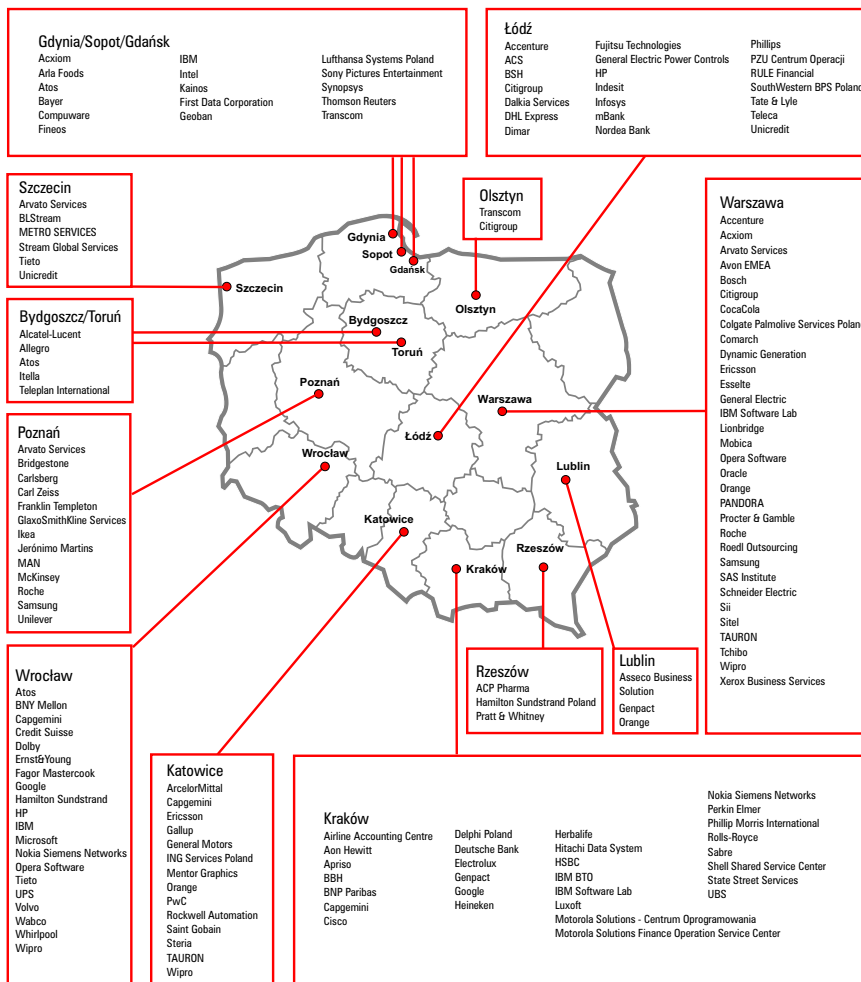 Gdynia/Sopot/Gdańsk
Acxiom
Arla Foods
Atos
Bayer
Compuware
Fineos
IBM
Intel
Kainos
First Data Corporation
Geoban
Lufthansa Systems Poland
Sony Pictures Entertainment
Synopsys
Thomson Reuters
Transcom
Łódź
Accenture
ACS
BSH
Citigroup
Dalkia Services
DHL Express
Dimar
Fujitsu Technologies
General Electric Power Controls
HP
Indesit
Infosys
mBank
Nordea Bank
Phillips
PZU Centrum Operacji
RULE Financial
SouthWestern BPS Poland
Tate & Lyle
Teleca
Unicredit
Szczecin
Arvato Services
BLStream
METRO SERVICES
Stream Global Services
Tieto
Unicredit
Olsztyn
Transcom
Citigroup
Warszawa
Accenture
Acxiom
Arvato Services
Avon EMEA
Bosch
Citigroup
CocaCola
Colgate Palmolive Services Poland
Comarch
Dynamic Generation
Ericsson
Esselte
General Electric
IBM Software Lab
Lionbridge
Mobica
Opera Software
Oracle
Orange
PANDORA
Procter & Gamble
Roche
Roedl Outsourcing
Samsung
SAS Institute
Schneider Electric
Sii
Sitel
TAURON
Tchibo
Wipro
Xerox Business Services
Bydgoszcz/Toruń
Alcatel-Lucent
Allegro
Atos
Itella
Teleplan International
Gdynia
Sopot
Gdańsk
Szczecin
Olsztyn
Bydgoszcz
Toruń
Poznań
Warszawa
Łódź
Wrocław
Lublin
Katowice
Rzeszów
Kraków
Poznań
Arvato Services
Bridgestone
Carlsberg
Carl Zeiss
Franklin Templeton
GlaxoSmithKline Services
Ikea
Jerónimo Martins
MAN
McKinsey
Roche
Samsung
Unilever
Wrocław
Atos
BNY Mellon
Capgemini
Credit Suisse
Dolby
Ernst&Young
Fagor Mastercook
Google
Hamilton Sundstrand
HP
IBM
Microsoft
Nokia Siemens Networks
Opera Software
Tieto
UPS
Volvo
Wabco
Whirlpool
Wipro
Katowice
ArcelorMittal
Capgemini
Ericsson
Gallup
General Motors
ING Services Poland
Mentor Graphics
Orange
PwC
Rockwell Automation
Saint Gobain
Steria
TAURON
Wipro
Rzeszów
ACP Pharma
Hamilton Sundstrand Poland
Pratt & Whitney
Lublin
Asseco Business
Solution
Genpact
Orange
Kraków
Airline Accounting Centre
Aon Hewitt
Apriso
BBH
BNP Paribas
Capgemini
Cisco
Delphi Poland
Deutsche Bank
Electrolux
Genpact
Google
Heineken
Herbalife
Hitachi Data System
HSBC
IBM BTO
IBM Software Lab
Luxoft
Motorola Solutions - Centrum Oprogramowania
Motorola Solutions Finance Operation Service Center
Nokia Siemens Networks
Perkin Elmer
Phillip Morris International
Rolls-Royce
Sabre
Shell Shared Service Center
State Street Services
UBS